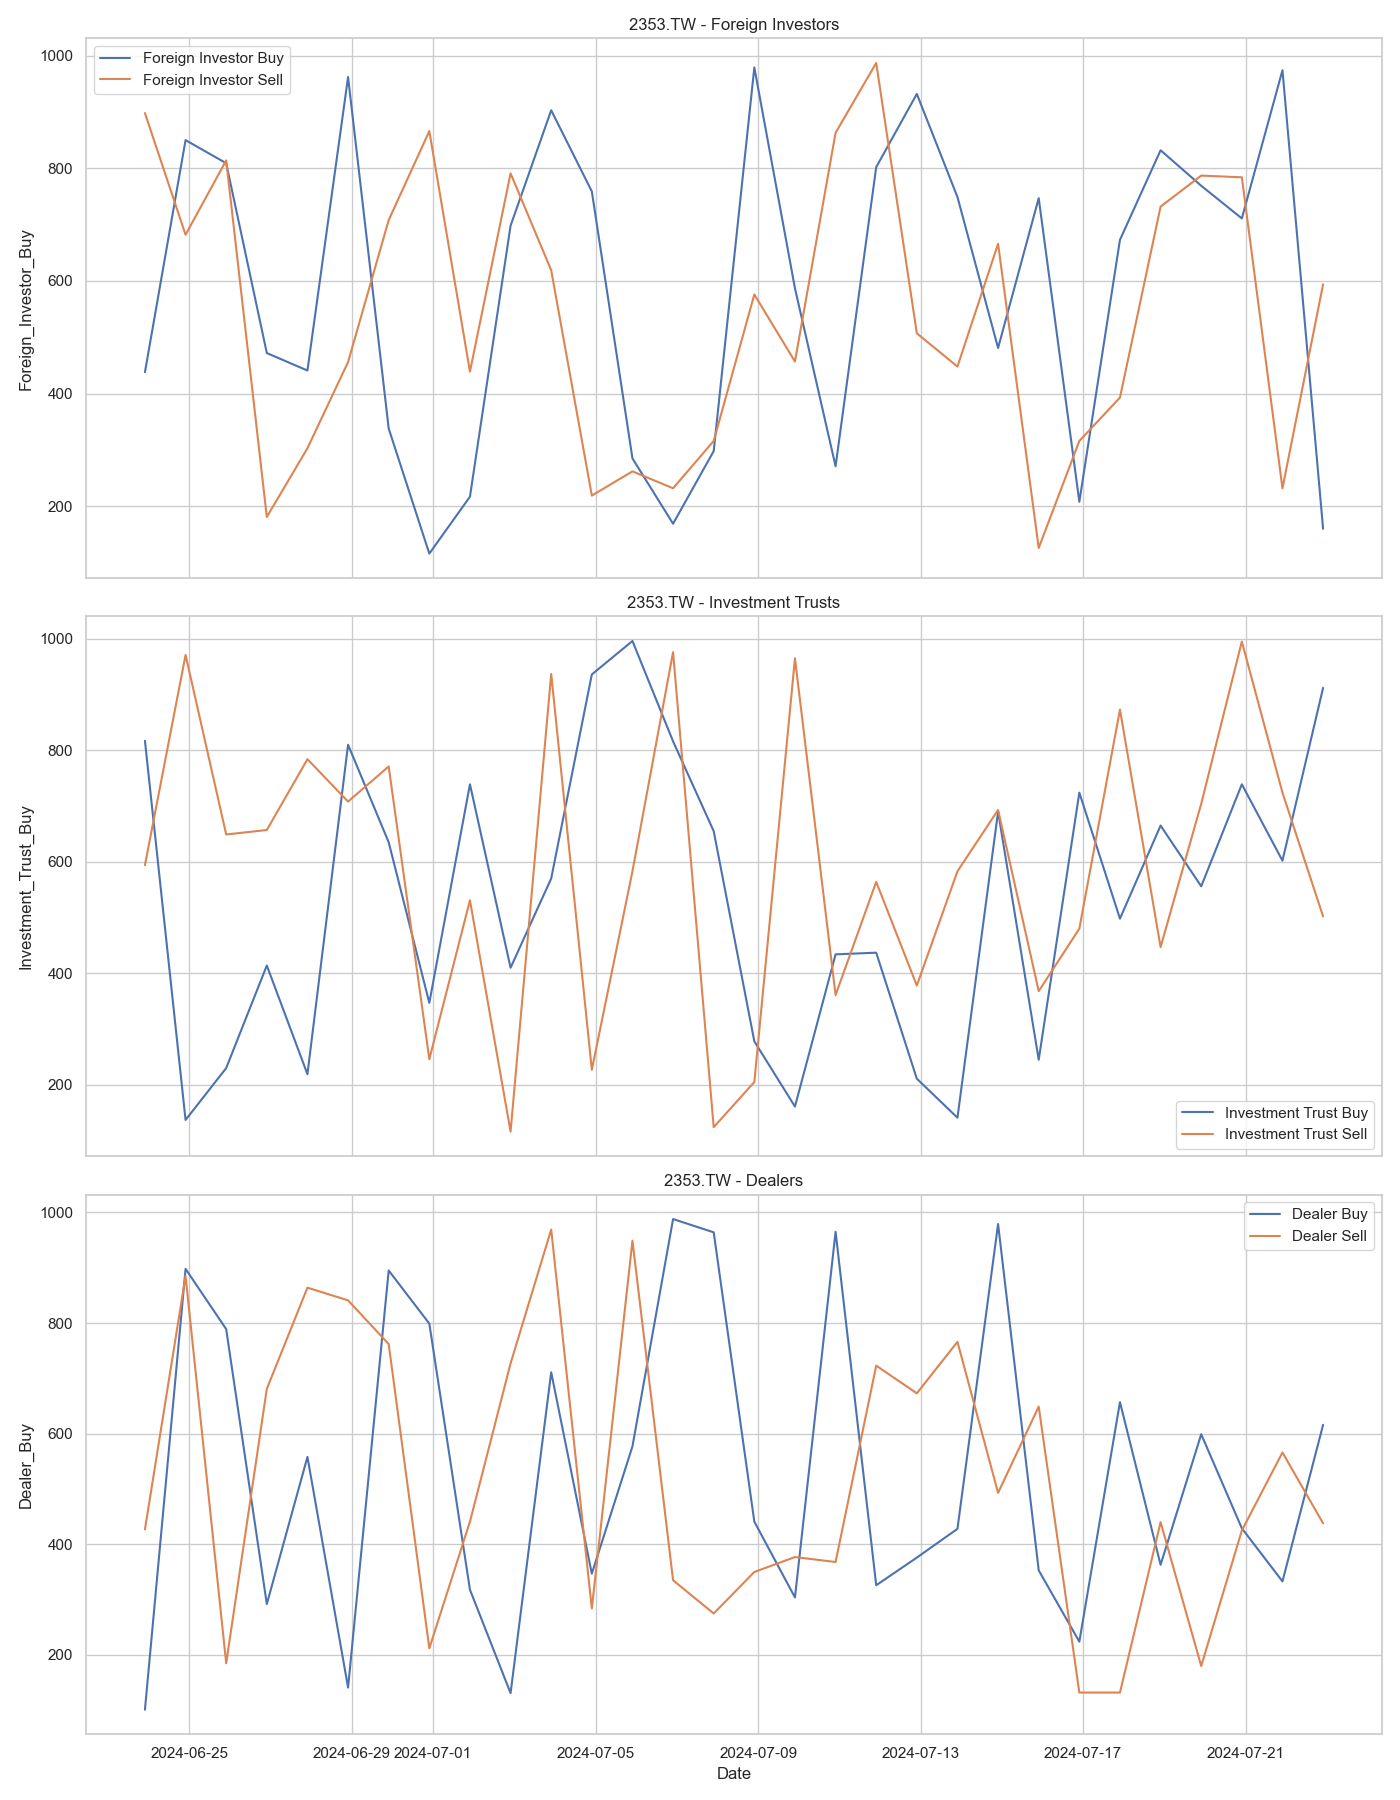 2353.TW - Foreign Investors
Foreign Investor Buy
Foreign Investor Sell
1000
800
600
400
200
Foreign_Investor_Buy
2353.TW - Investment Trusts
1000
800
600
400
200
Investment_Trust_Buy
Investment Trust Buy
Investment Trust Sell
2353.TW - Dealers
Dealer Buy
Dealer Sell
1000
800
600
400
200
Dealer_Buy
2024-06-25 2024-06-29 2024-07-01 2024-07-05 2024-07-09 2024-07-13 2024-07-17 2024-07-21
Date